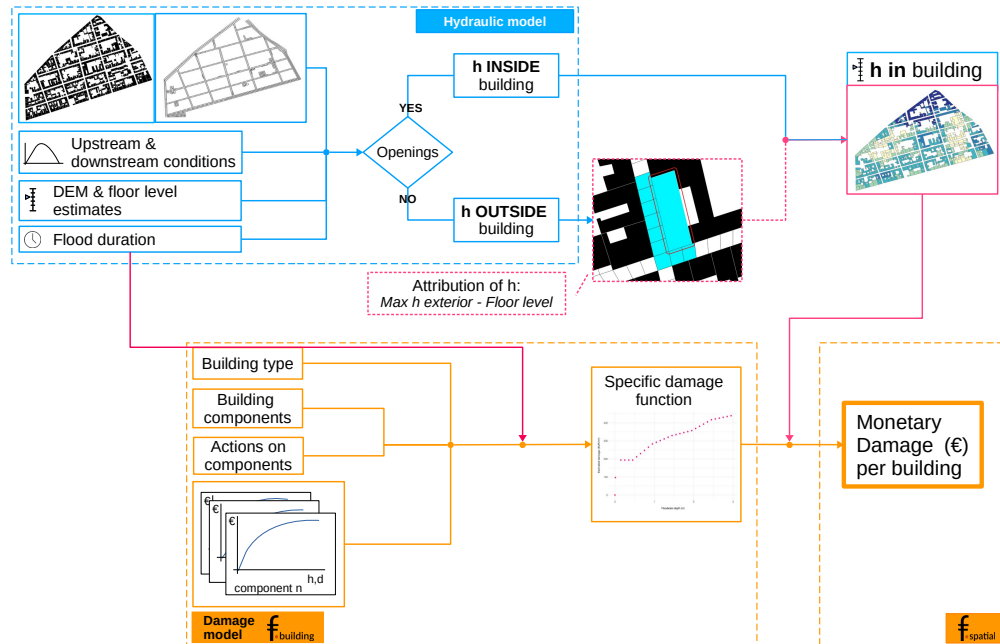 Hydraulic model
h INSIDE
building
h in building
YES
Openings
NO
Upstream &
downstream conditions
DEM & floor level
estimates
Flood duration
h OUTSIDE
building
Attribution of h:
Max h exterior - Floor level
Building type
Building
components
Actions on
components
€
€
€
h,d
component n
Specific damage
function
Monetary
Damage (€)
per building
Damage
model
f.building
f.spatial